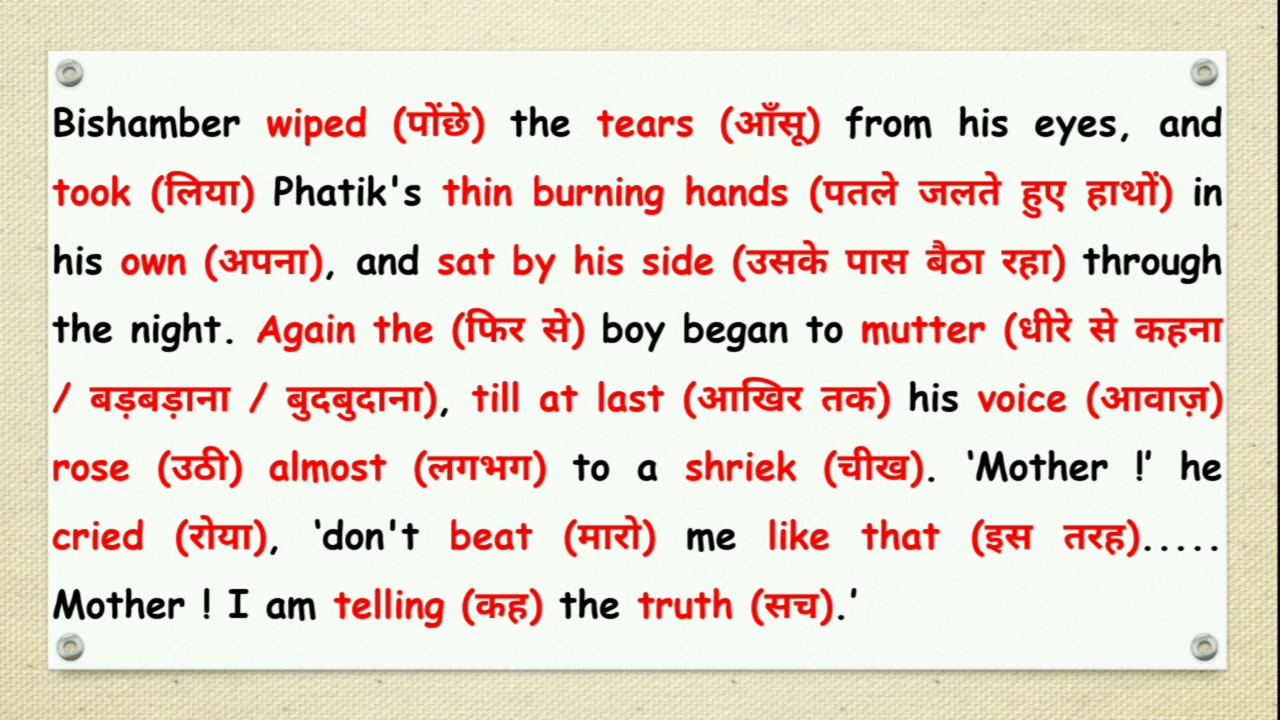 Bishamber wiped (पोंछे) the tears (आँसू) from his eyes, and
took (लिया) Phatik's thin burning hands (पतले जलते हुए हाथों) in
his own (अपना), and sat by his side (उसके पास बैठा रहा) through
the night. Again the (फिर से) boy began to mutter (धीरे से कहना
/ बड़बड़ाना / बुदबुदाना), till at last (आखिर तक) his voice (आवाज़)
rose (उठी) almost (लगभग) to a shriek (चीख). ‘Mother !’ he
cried (रोया), ‘don't beat (मारो) me like that (इस तरह).....
Mother ! I am telling (कह) the truth (सच).’